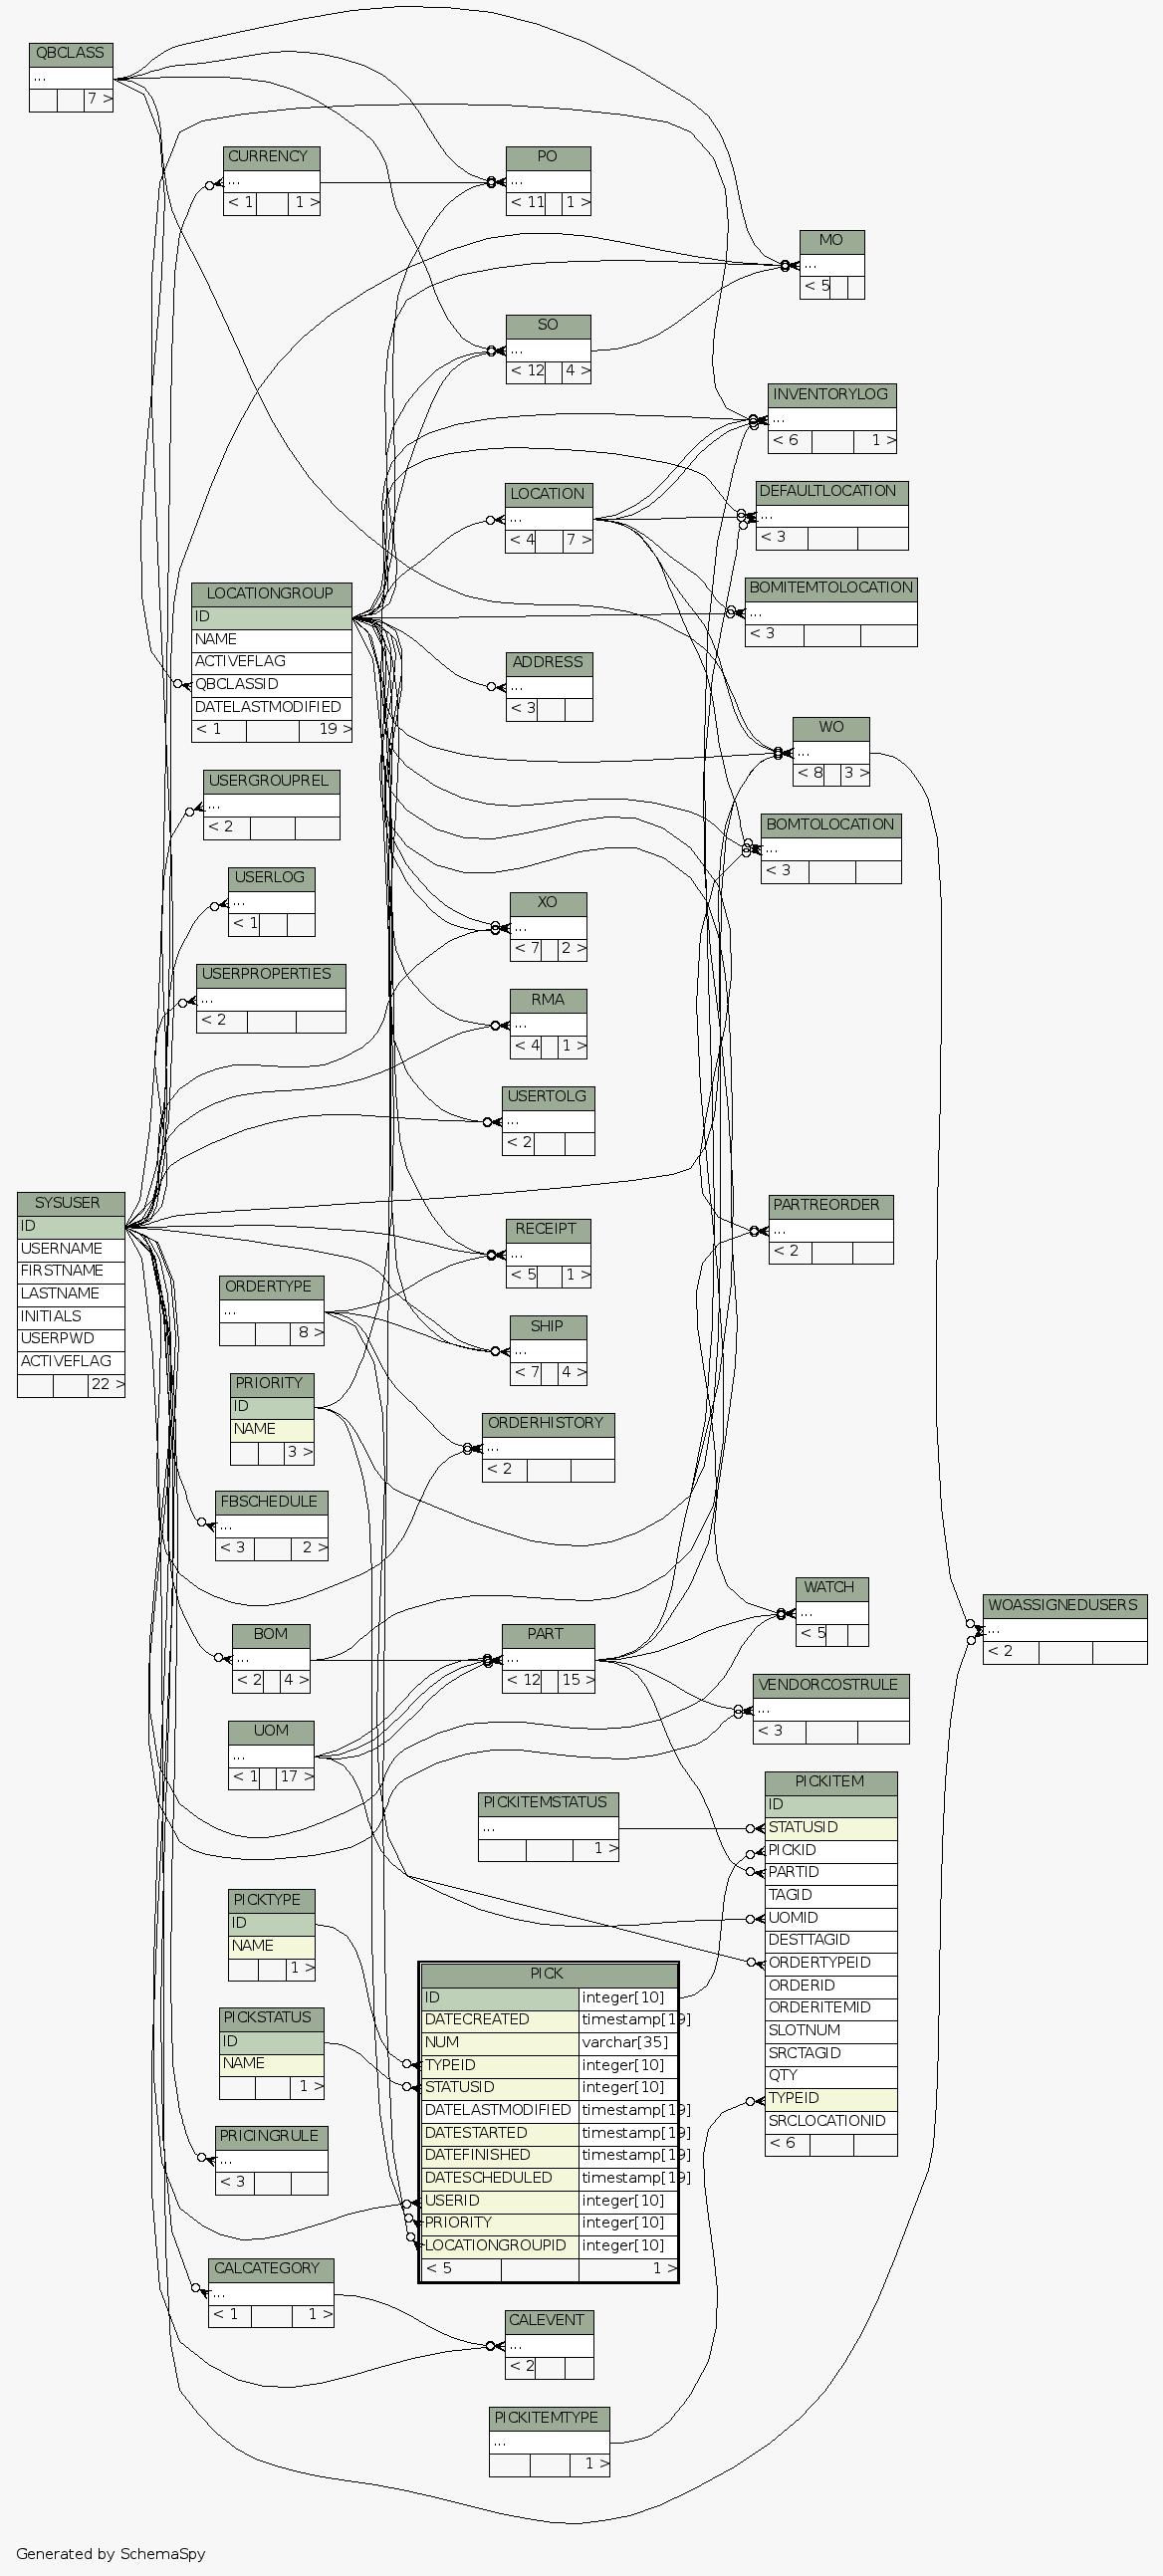 QBCLASS
...
7 >
CURRENCY
...
< 1 1 >
PO
...
< 11 1 >
MO
...
< 5
SO
...
< 12 4 >
INVENTORYLOG
...
< 6 1 >
LOCATION
...
< 4 7 >
DEFAULTLOCATION
...
< 3
BOMITEMTOLOCATION
...
< 3
LOCATIONGROUP
ID
NAME
ACTIVEFLAG
QBCLASSID
DATELASTMODIFIED
< 1 19 >
ADDRESS
...
< 3
WO
...
< 8 3 >
USERGROUPREL
...
< 2
BOMTOLOCATION
...
< 3
USERLOG
...
< 1
XO
...
< 7 2 >
USERPROPERTIES
...
< 2
RMA
...
< 4 1 >
USERTOLG
...
< 2
SYSUSER
ID
USERNAME
FIRSTNAME
LASTNAME
INITIALS
USERPWD
ACTIVEFLAG
22 >
PARTREORDER
...
< 2
RECEIPT
...
< 5 1 >
ORDERTYPE
...
8 >
SHIP
...
< 7 4 >
PRIORITY
ID
NAME
3 >
ORDERHISTORY
...
< 2
FBSCHEDULE
...
< 3 2 >
WATCH
...
< 5
WOASSIGNEDUSERS
...
< 2
BOM
...
< 2 4 >
PART
...
< 12 15 >
VENDORCOSTRULE
...
< 3
UOM
...
< 1 17 >
PICKITEMSTATUS
...
1 >
PICKITEM
ID
STATUSID
PICKID
PARTID
TAGID
UOMID
DESTTAGID
ORDERTYPEID
ORDERID
ORDERITEMID
SLOTNUM
SRCTAGID
QTY
TYPEID
SRCLOCATIONID
< 6
PICKTYPE
ID
NAME
1 >
PICK
ID integer[10]
DATECREATED timestamp[19]
NUM varchar[35]
TYPEID integer[10]
STATUSID integer[10]
DATELASTMODIFIED timestamp[19]
DATESTARTED timestamp[19]
DATEFINISHED timestamp[19]
DATESCHEDULED timestamp[19]
USERID integer[10]
PRIORITY integer[10]
LOCATIONGROUPID integer[10]
< 5 1 >
PICKSTATUS
ID
NAME
1 >
PRICINGRULE
...
< 3
CALCATEGORY
...
< 1 1 >
CALEVENT
...
< 2
PICKITEMTYPE
...
1 >
Generated by SchemaSpy